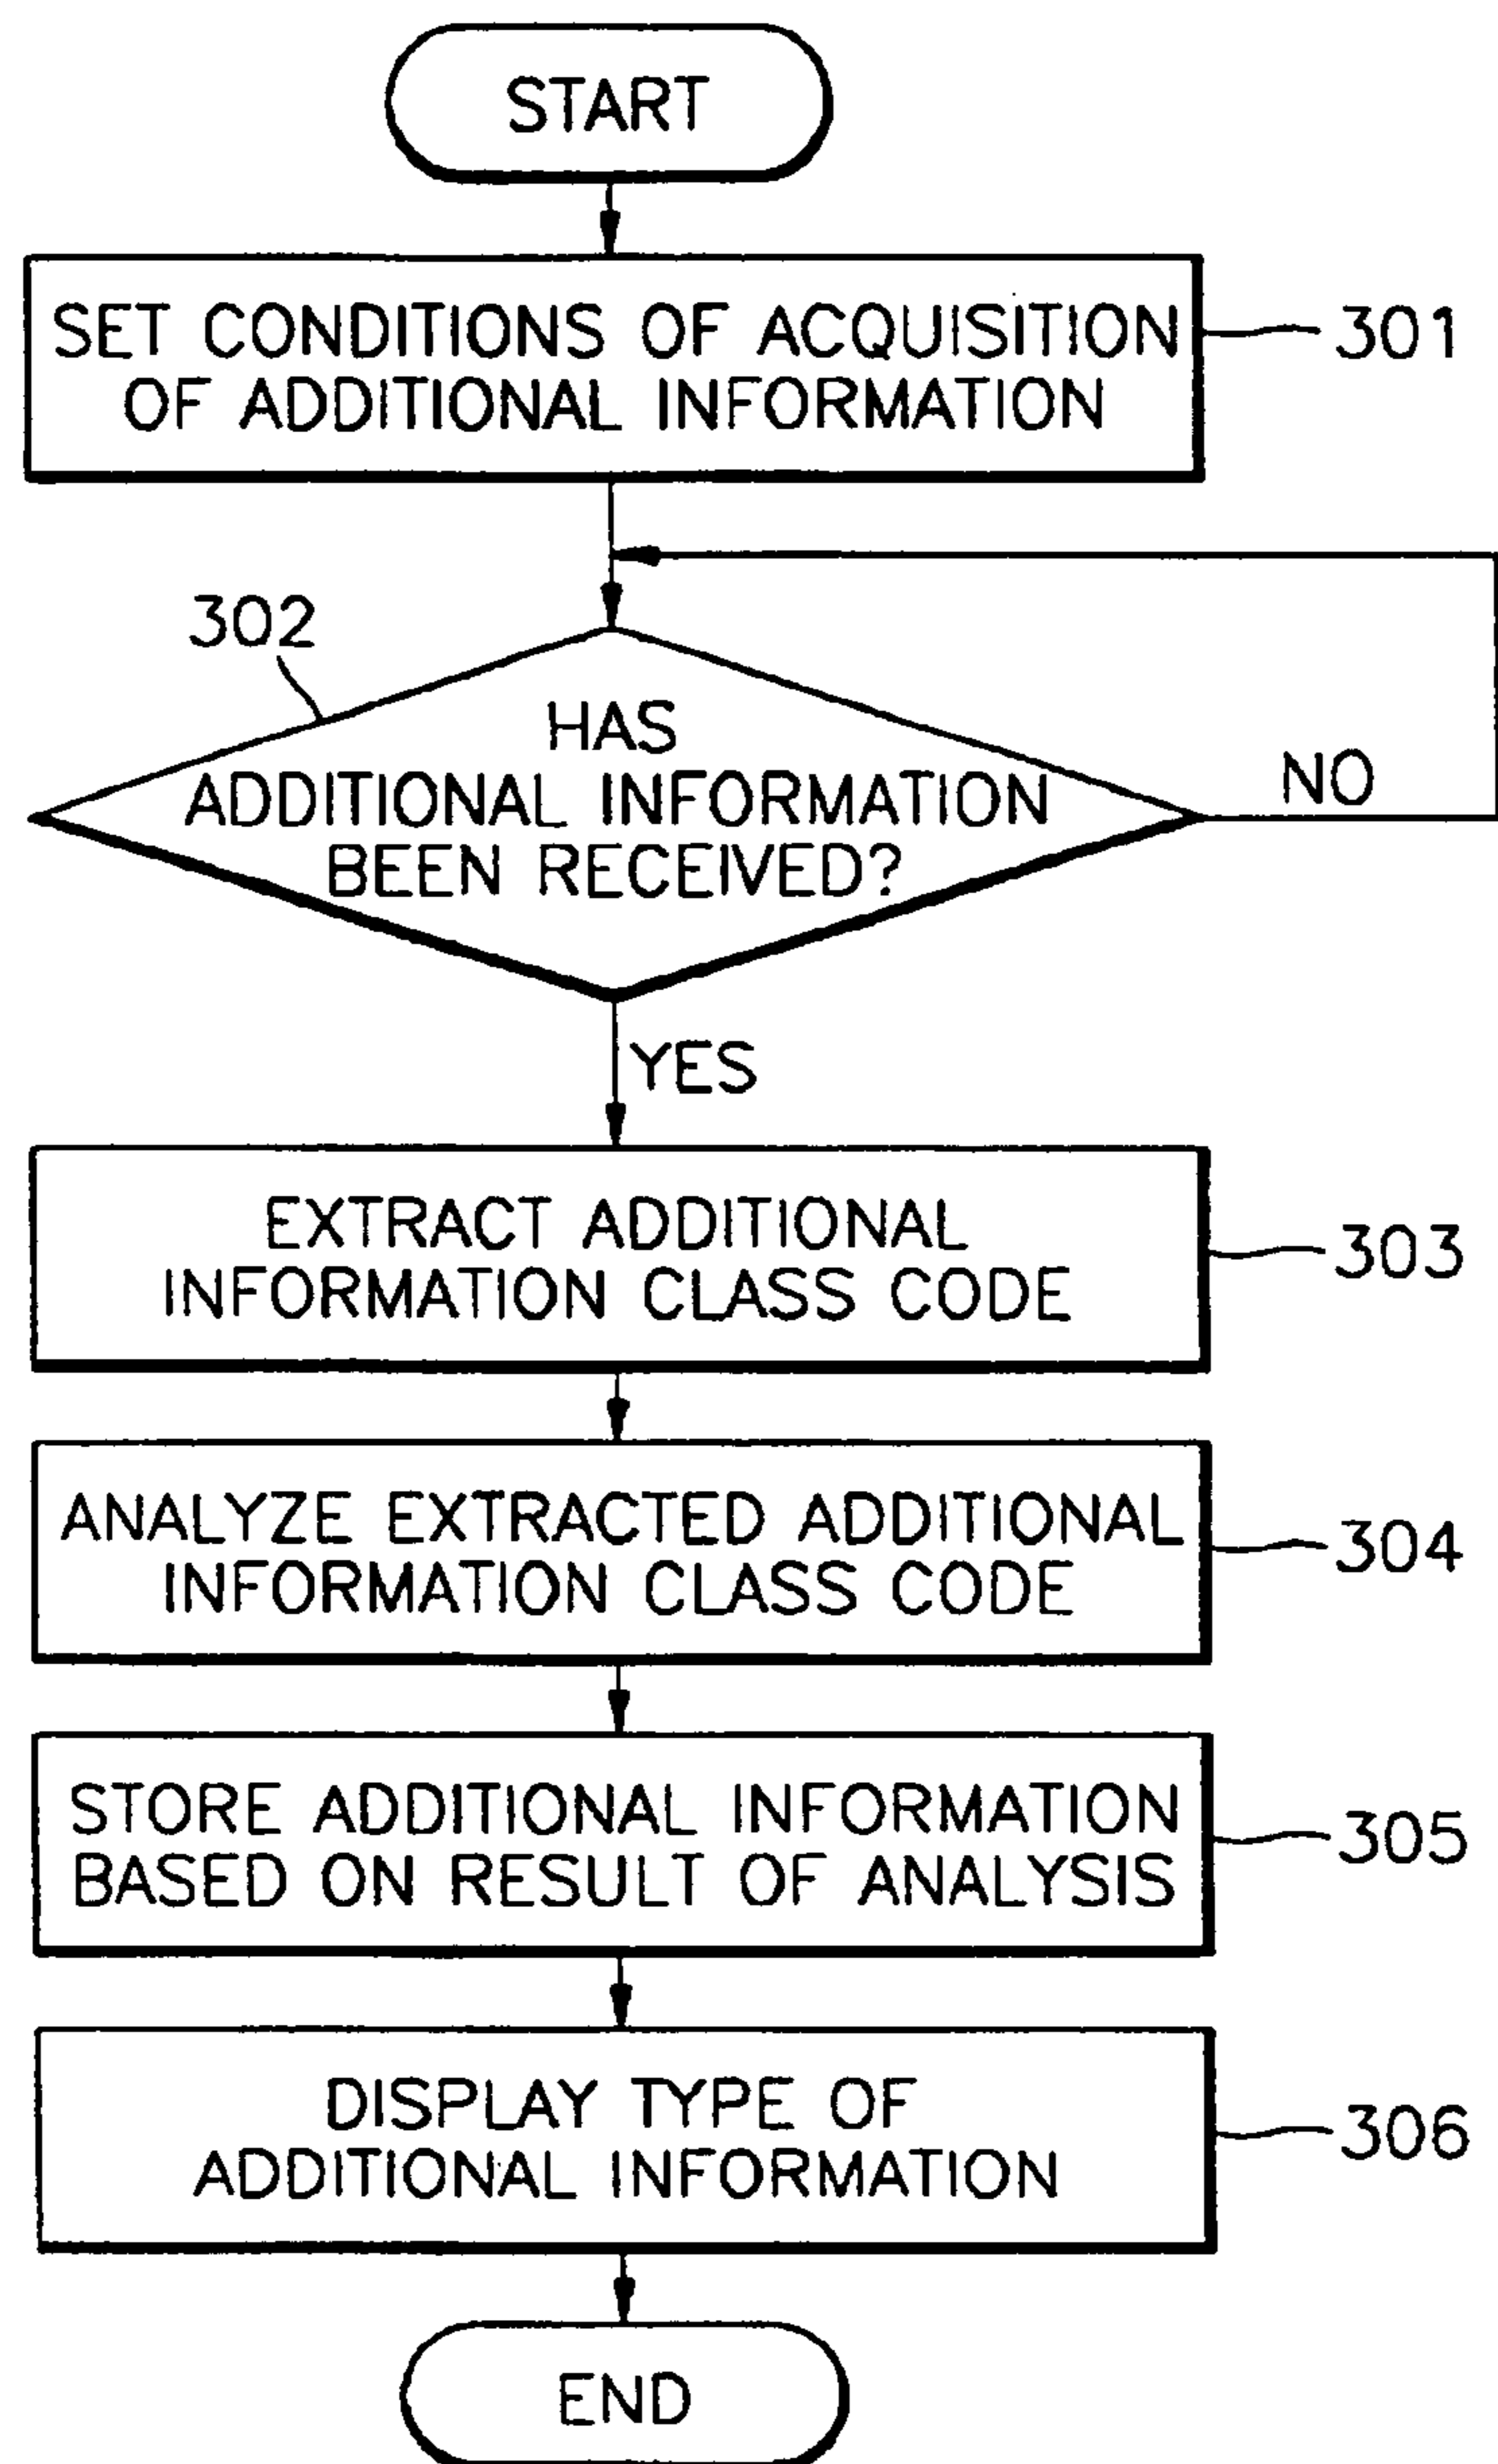 START
SET CONDITIONS OF ACQUISITION
OF ADDITIONAL INFORMATION
301
302
HAS
ADDITIONAL INFORMATION
BEEN RECEIVED?
NO
YES
EXTRACT ADDITIONAL
INFORMATION CLASS CODE
303
ANALYZE EXTRACTED ADDITIONAL
INFORMATION CLASS CODE
304
STORE ADDITIONAL INFORMATION
BASED ON RESULT OF ANALYSIS
305
DISPLAY TYPE OF
ADDITIONAL INFORMATION
306
END